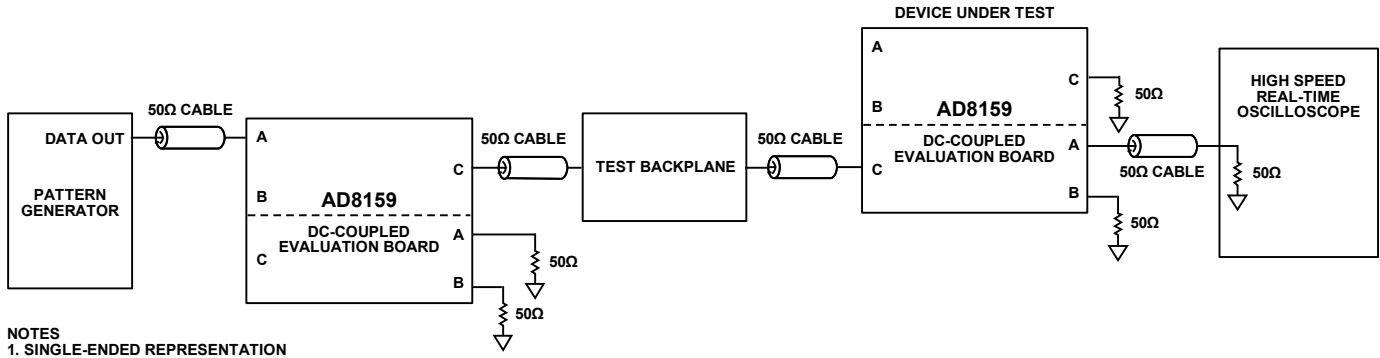 DEVICE UNDER TEST
PATTERN
GENERATOR
DATA OUT
50Ω CABLE
A
B
C
AD8159
DC-COUPLED
EVALUATION BOARD
C
A
B
50Ω
50Ω
50Ω CABLE
TEST BACKPLANE
50Ω CABLE
A
B
C
AD8159
DC-COUPLED
EVALUATION BOARD
C
A
B
50Ω
50Ω
50Ω CABLE
HIGH SPEED
REAL-TIME
OSCILLOSCOPE
50Ω
NOTES
1. SINGLE-ENDED REPRESENTATION